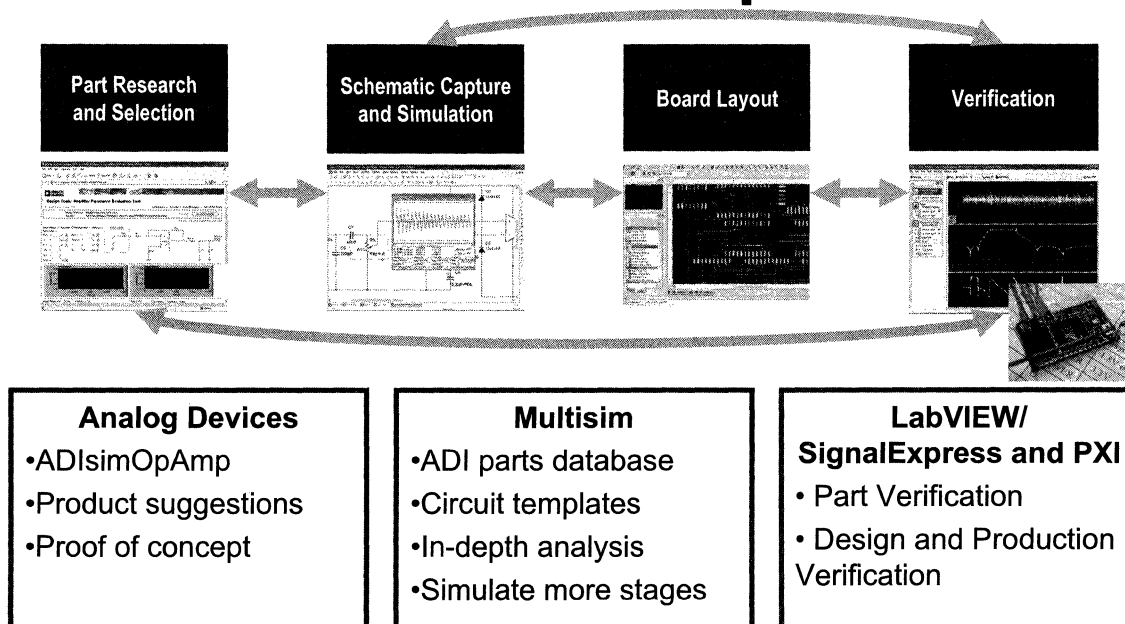 Part Research
and Selection
Schematic Capture
and Simulation
Board Layout
Verification
Analog Devices
•ADIsimOpAmp
•Product suggestions
•Proof of concept
Multisim
•ADI parts database
•Circuit templates
•In-depth analysis
•Simulate more stages
LabVIEW/
SignalExpress and PXI
• Part Verification
• Design and Production
Verification